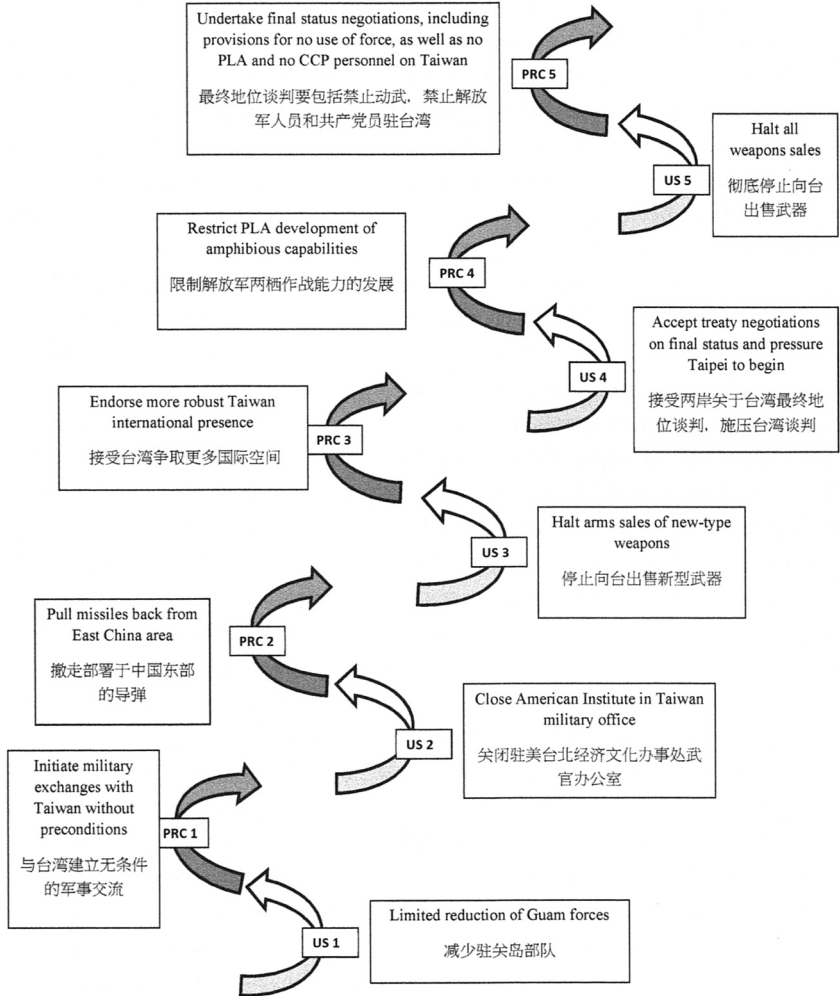 Undertake final status negotiations, including
provisions for no use of force, as well as no
PLA and no CCP personnel on Taiwan
最终地位谈判要包括禁止动武，禁止解放
军人员和共产党员驻台湾
PRC 5
Halt all
weapons sales
彻底停止向台
出售武器
US 5
Restrict PLA development of
amphibious capabilities
限制解放军两栖作战能力的发展
PRC 4
Accept treaty negotiations
on final status and pressure
Taipei to begin
接受两岸关于台湾最终地
位谈判，施压台湾谈判
US 4
Endorse more robust Taiwan
international presence
接受台湾争取更多国际空间
PRC 3
Halt arms sales of new-type
weapons
停止向台出售新型武器
US 3
Pull missiles back from
East China area
撤走部署于中国东部
的导弹
PRC 2
Close American Institute in Taiwan
military office
关闭驻美台北经济文化办事处武
官办公室
US 2
Initiate military
exchanges with
Taiwan without
preconditions
与台湾建立无条件
的军事交流
PRC 1
Limited reduction of Guam forces
减少驻关岛部队
US 1